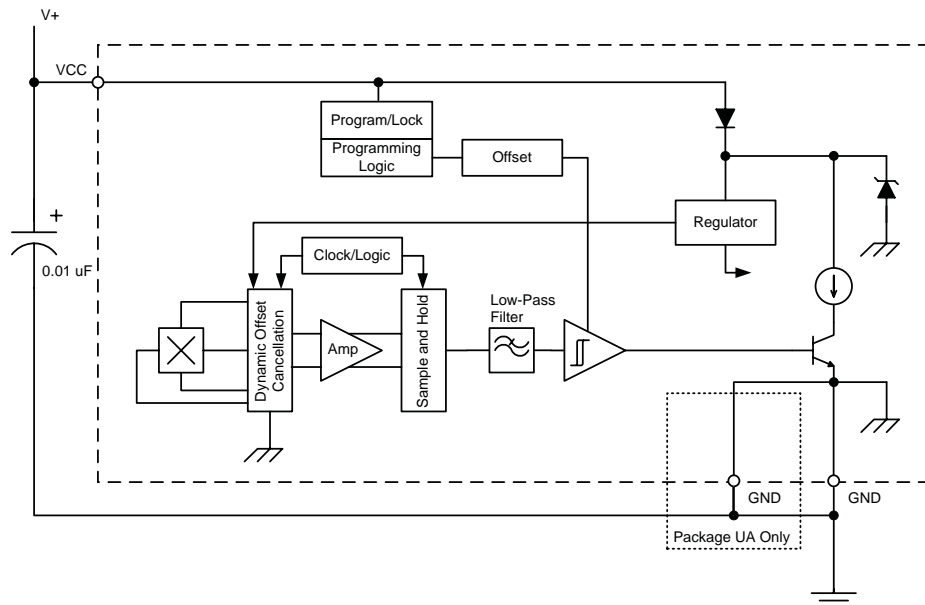 V+
VCC
Program/Lock
Programming
Logic
Offset
Regulator
+
0.01 uF
Clock/Logic
Dynamic Offset
Cancellation
Amp
Sample and Hold
Low-Pass
Filter
GND
GND
Package UA Only